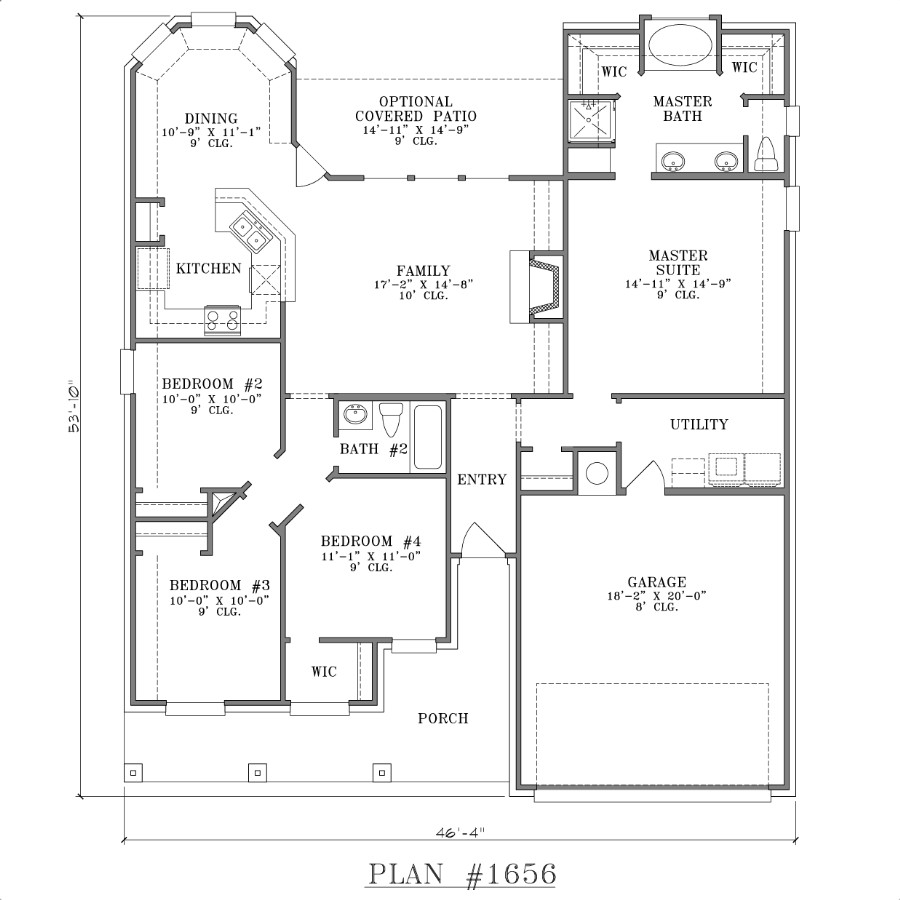 WIC
WIC
MASTER
BATH
OPTIONAL
COVERED PATIO
14'-11" X 14'-9"
9' CLG.
DINING
10'-9" X 11'-1"
9' CLG.
KITCHEN
FAMILY
17'-2" X 14'-8"
10' CLG.
MASTER
SUITE
14'-11" X 14'-9"
9' CLG.
BEDROOM #2
10'-0" X 10'-0"
9' CLG.
53'-10"
BATH #2
UTILITY
ENTRY
BEDROOM #4
11'-1" X 11'-0"
9' CLG.
BEDROOM #3
10'-0" X 10'-0"
9' CLG.
GARAGE
18'-2" X 20'-0"
8' CLG.
WIC
PORCH
46'-4"
PLAN #1656